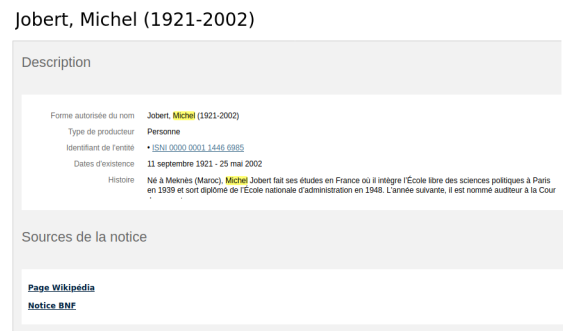 Jobert, Michel (1921-2002)
Description
Forme autorisée du nom Jobert, Michel (1921-2002)
Type de producteur Personne
Identifiant de l'entité • ISNI 0000 0001 1446 6985
Dates d'existence 11 septembre 1921 - 25 mai 2002
Histoire Né à Meknès (Maroc), Michel Jobert fait ses études en France où il intègre l'École libre des sciences politiques à Paris
en 1939 et sort diplômé de l'École nationale d'administration en 1948. L'année suivante, il est nommé auditeur à la Cour
Sources de la notice
Page Wikipédia
Notice BNF